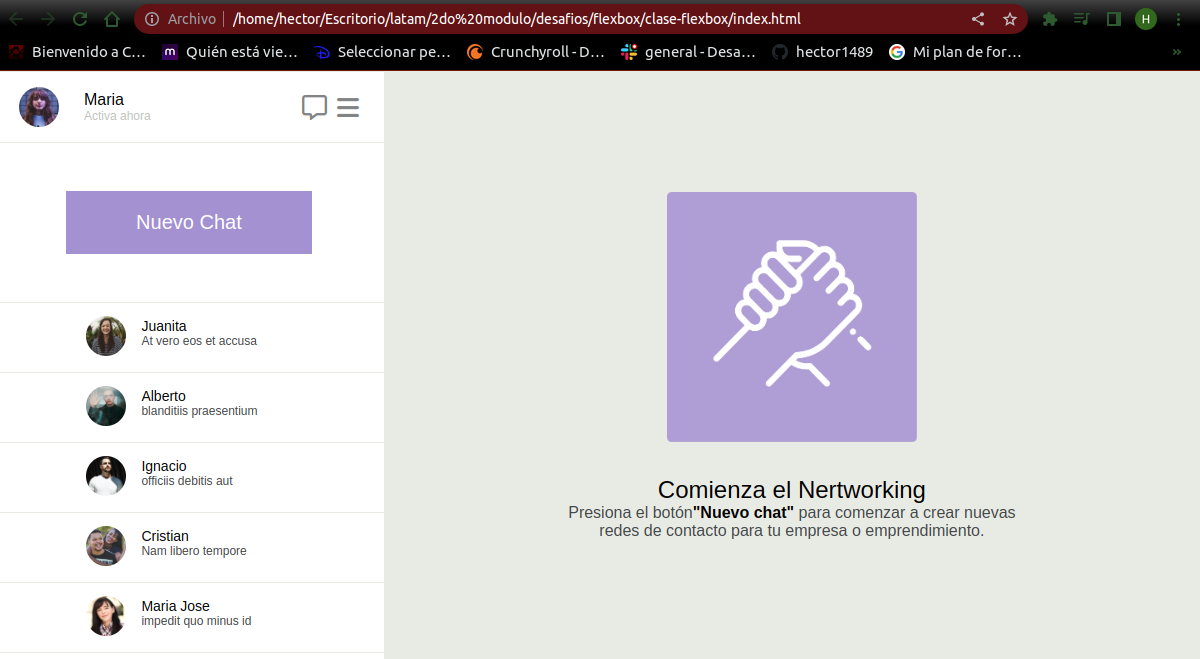 Archivo | /home/hector/Escritorio/latam/2do%20modulo/desafios/flexbox/clase-flexbox/index.html
H
Bienvenido a C… m Quién está vie… Seleccionar pe… Crunchyroll - D… general - Desa… hector1489 G Mi plan de for… »
Maria
Activa ahora
Nuevo Chat
Juanita
At vero eos et accusa
Alberto
blanditiis praesentium
Ignacio
officiis debitis aut
Cristian
Nam libero tempore
Maria Jose
impedit quo minus id
Comienza el Nertworking
Presiona el botón"Nuevo chat" para comenzar a crear nuevas
redes de contacto para tu empresa o emprendimiento.